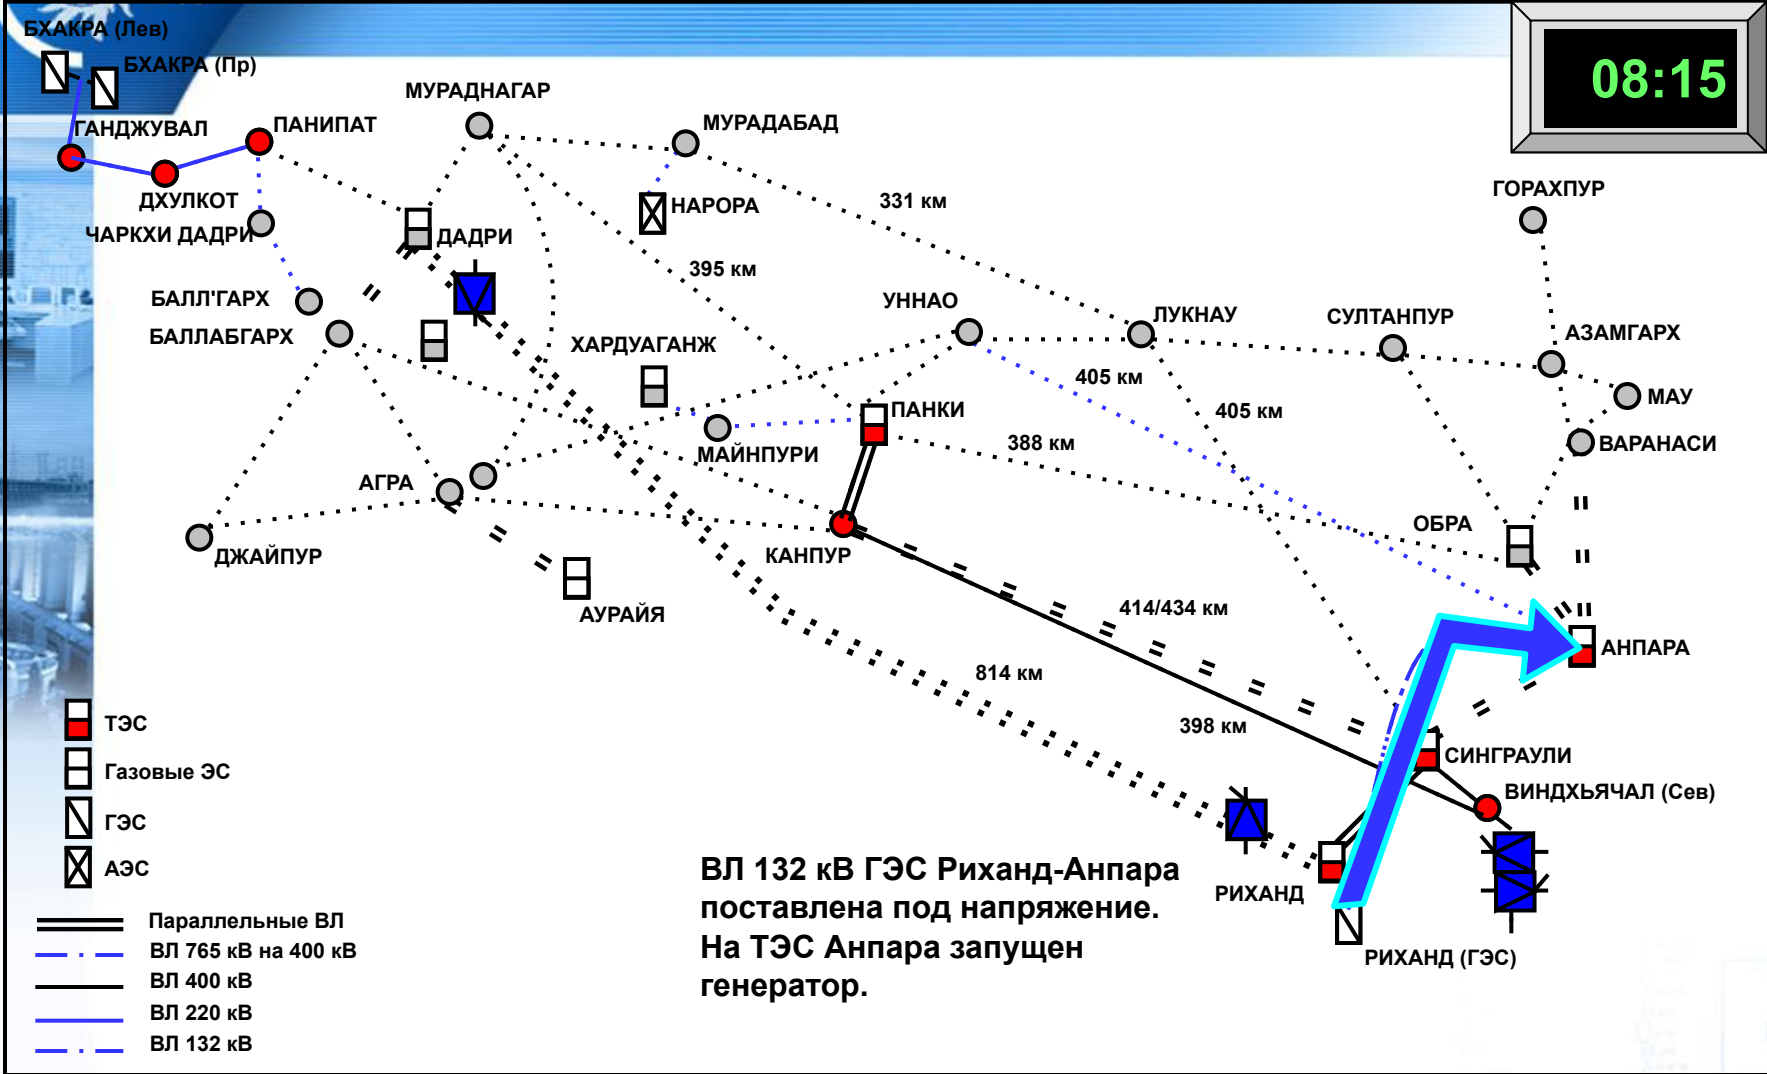 БХАКРА (Лев)
БХАКРА (Пр)
08:15
МУРАДНАГАР
ГАНДЖУВАЛ
ПАНИПАТ
МУРАДАБАД
ДХУЛКОТ
НАРОРА
331 км
ГОРАХПУР
ЧАРКХИ ДАДРИ
ДАДРИ
395 км
БАЛЛ'ГАРХ
УННАО
ЛУКНАУ
СУЛТАНПУР
БАЛЛАБГАРХ
ХАРДУАГАНЖ
АЗАМГАРХ
405 км
МАУ
ПАНКИ
405 км
388 км
ВАРАНАСИ
МАЙНПУРИ
АГРА
ОБРА
ДЖАЙПУР
КАНПУР
АУРАЙЯ
414/434 км
АНПАРА
814 км
398 км
СИНГРАУЛИ
ВИНДХЬЯЧАЛ (Сев)
РИХАНД
РИХАНД (ГЭС)
ВЛ 132 кВ ГЭС Риханд-Анпара
поставлена под напряжение.
На ТЭС Анпара запущен
генератор.
ТЭС
Газовые ЭС
ГЭС
АЭС
Параллельные ВЛ
ВЛ 765 кВ на 400 кВ
ВЛ 400 кВ
ВЛ 220 кВ
ВЛ 132 кВ